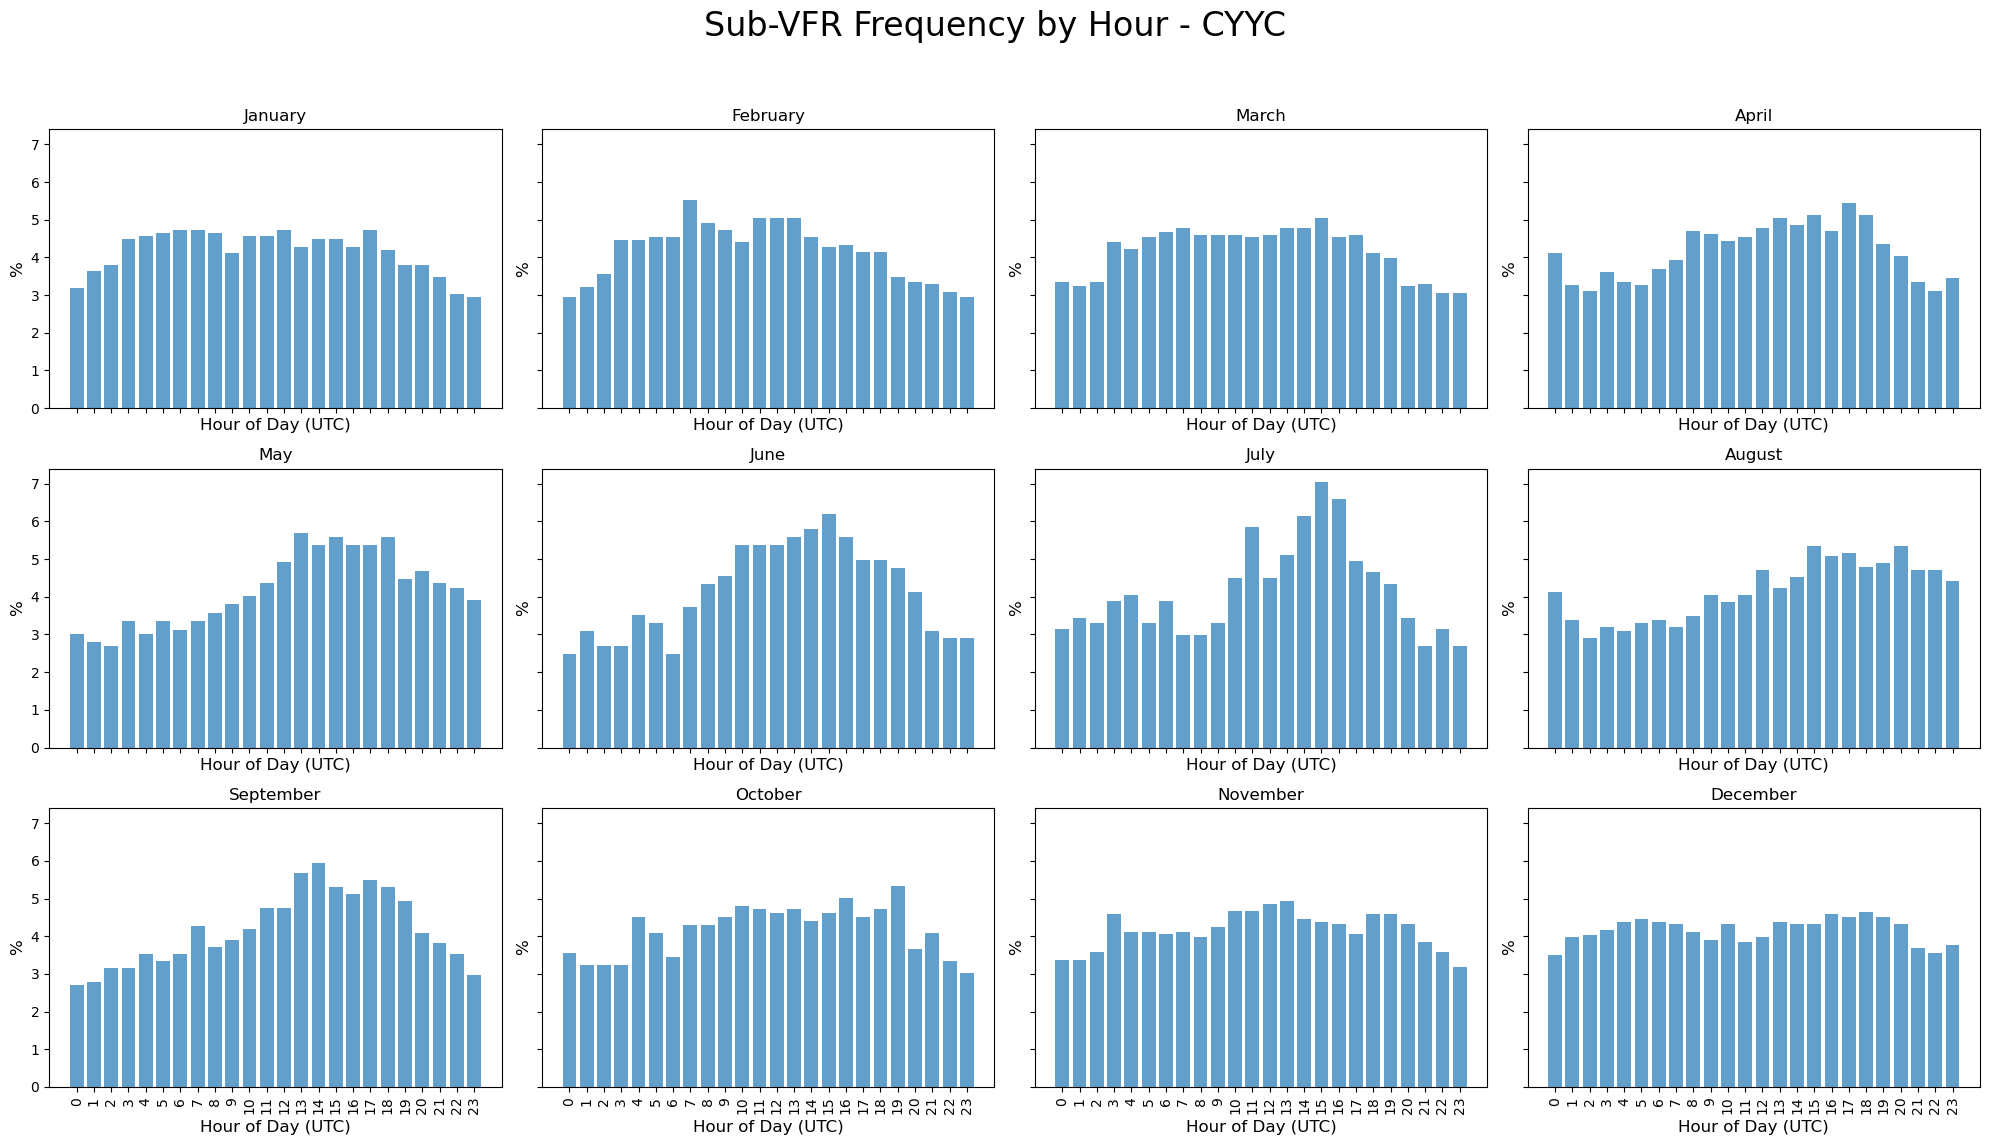 Sub-VFR Frequency by Hour - CYYC
January
February
March
April
7
6
5
4
3
2
1
0
%
%
%
%
Hour of Day (UTC)
Hour of Day (UTC)
Hour of Day (UTC)
Hour of Day (UTC)
May
June
July
August
7
6
5
4
3
2
1
0
%
%
%
%
Hour of Day (UTC)
Hour of Day (UTC)
Hour of Day (UTC)
Hour of Day (UTC)
September
October
November
December
7
6
5
4
3
2
1
0
%
%
%
%
0 1 2 3 4 5 6 7 8 9 10 11 12 13 14 15 16 17 18 19 20 21 22 23
0 1 2 3 4 5 6 7 8 9 10 11 12 13 14 15 16 17 18 19 20 21 22 23
0 1 2 3 4 5 6 7 8 9 10 11 12 13 14 15 16 17 18 19 20 21 22 23
0 1 2 3 4 5 6 7 8 9 10 11 12 13 14 15 16 17 18 19 20 21 22 23
Hour of Day (UTC)
Hour of Day (UTC)
Hour of Day (UTC)
Hour of Day (UTC)